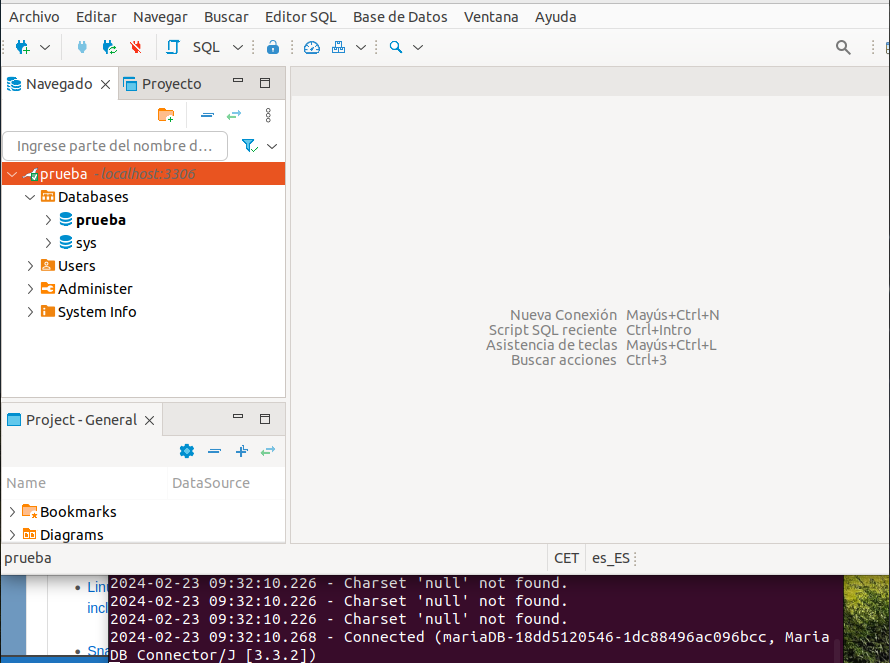 Archivo Editar Navegar Buscar Editor SQL Base de Datos Ventana Ayuda
SQL
Navegado Proyecto
Ingrese parte del nombre d...
prueba - localhost:3306
Databases
prueba
sys
Users
Administer
System Info
Nueva Conexión Mayús+Ctrl+N
Script SQL reciente Ctrl+Intro
Asistencia de teclas Mayús+Ctrl+L
Buscar acciones Ctrl+3
Project - General
Name DataSource
Bookmarks
Diagrams
prueba CET es_ES
Linu
incl
Sna
2024-02-23 09:32:10.226 - Charset 'null' not found.
2024-02-23 09:32:10.226 - Charset 'null' not found.
2024-02-23 09:32:10.226 - Charset 'null' not found.
2024-02-23 09:32:10.268 - Connected (mariaDB-18dd5120546-1dc88496ac096bcc, Maria
DB Connector/J [3.3.2])